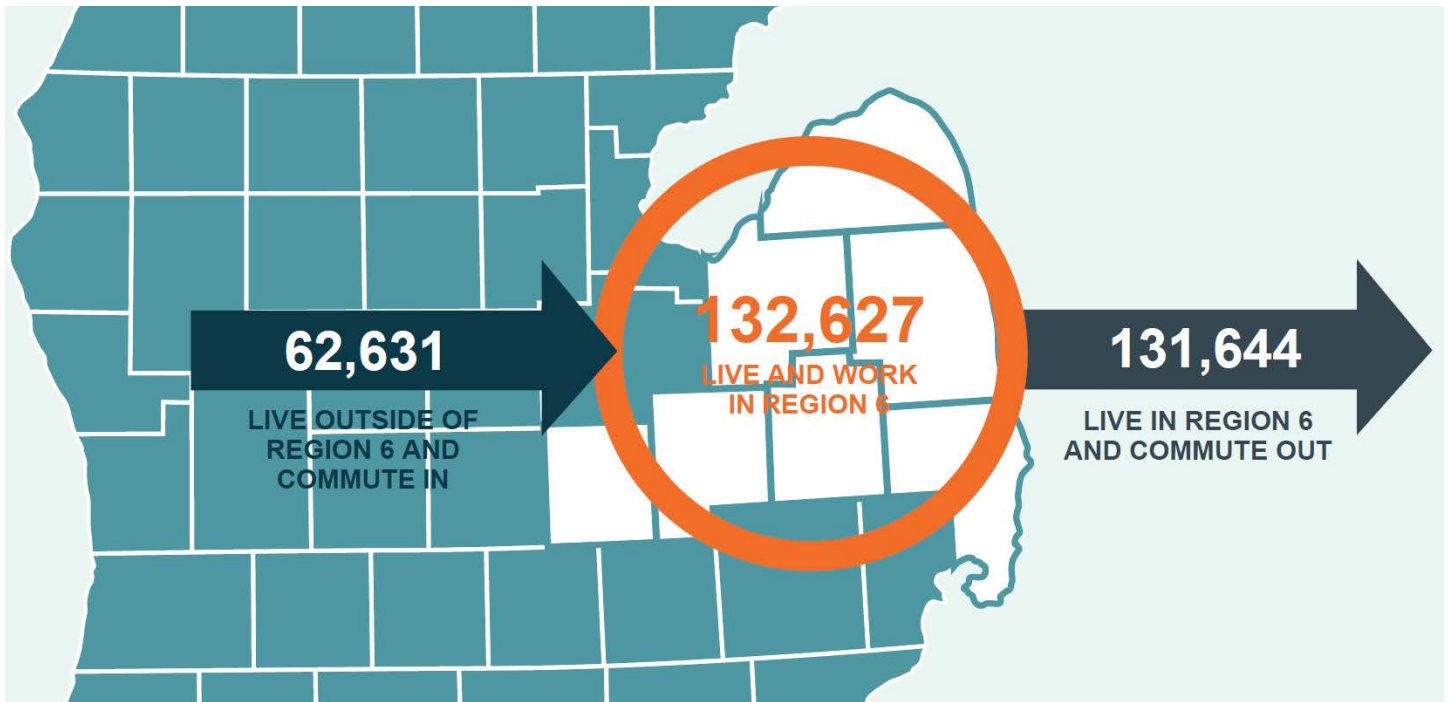 62,631
LIVE OUTSIDE OF
REGION 6 AND
COMMUTE IN
132,627
LIVE AND WORK
IN REGION 6
131,644
LIVE IN REGION 6
AND COMMUTE OUT